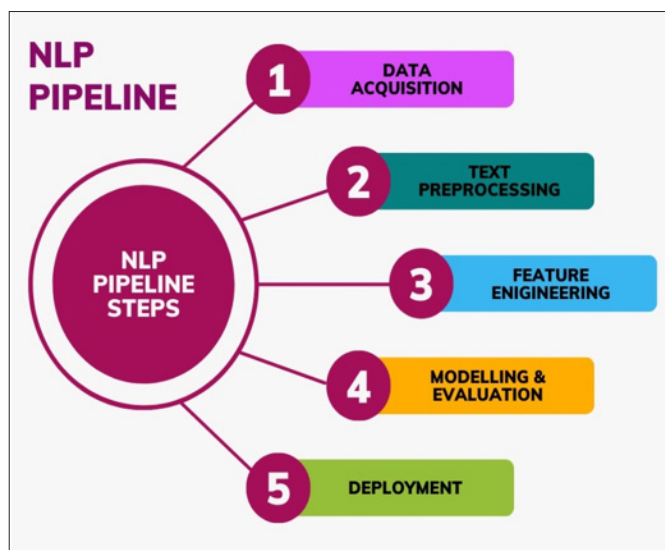 NLP
PIPELINE
1
DATA
ACQUISITION
2
TEXT
PREPROCESSING
NLP
PIPELINE
STEPS
3
FEATURE
ENIGINEERING
4
MODELLING &
EVALUATION
5
DEPLOYMENT